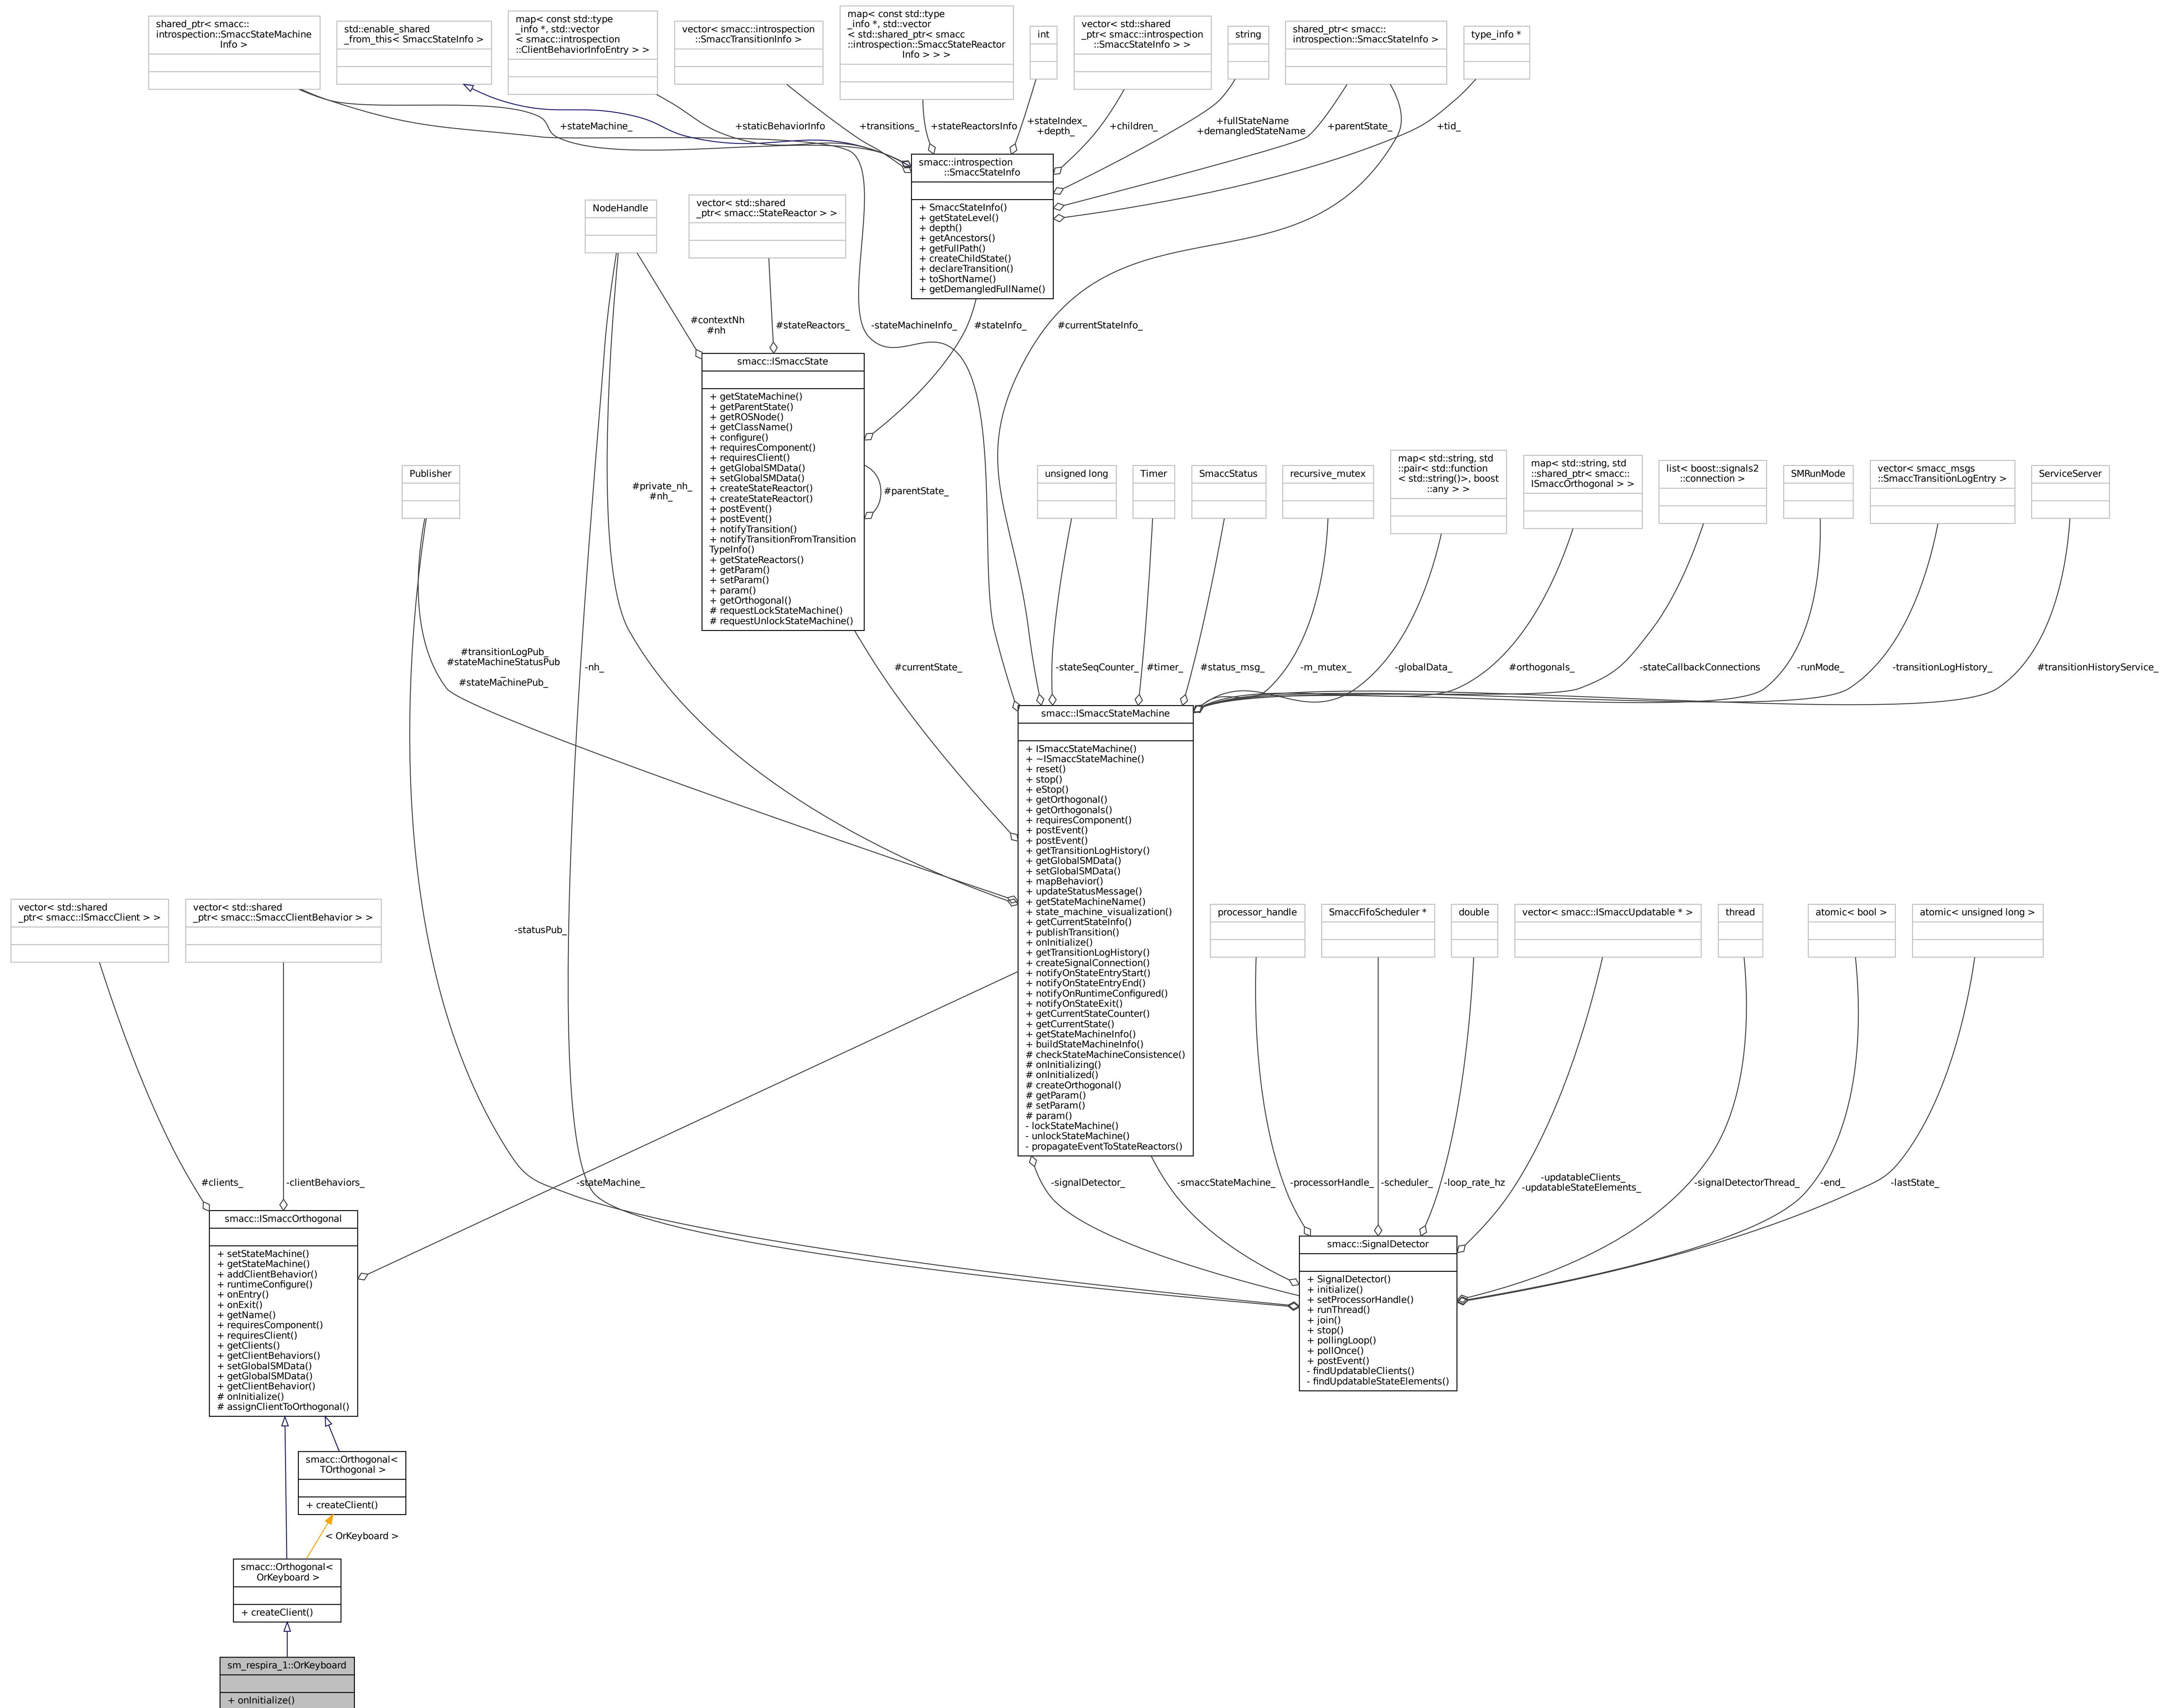 shared_ptr< smacc::
introspection::SmaccStateMachine
Info >
std::enable_shared
_from_this< SmaccStateInfo >
map< const std::type
_info *, std::vector
< smacc::introspection
::ClientBehaviorInfoEntry > >
vector< smacc::introspection
::SmaccTransitionInfo >
map< const std::type
_info *, std::vector
< std::shared_ptr< smacc
::introspection::SmaccStateReactor
Info > > >
int
vector< std::shared
_ptr< smacc::introspection
::SmaccStateInfo > >
string
shared_ptr< smacc::
introspection::SmaccStateInfo >
type_info *
+stateMachine_
+staticBehaviorInfo
+transitions_
+stateReactorsInfo
+stateIndex_
+depth_
+children_
+fullStateName
+demangledStateName
+parentState_
+tid_
smacc::introspection
::SmaccStateInfo
+ SmaccStateInfo()
+ getStateLevel()
+ depth()
+ getAncestors()
+ getFullPath()
+ createChildState()
+ declareTransition()
+ toShortName()
+ getDemangledFullName()
NodeHandle
vector< std::shared
_ptr< smacc::StateReactor > >
#contextNh
#nh
#stateReactors_
-stateMachineInfo_
#stateInfo_
#currentStateInfo_
smacc::ISmaccState
+ getStateMachine()
+ getParentState()
+ getROSNode()
+ getClassName()
+ configure()
+ requiresComponent()
+ requiresClient()
+ getGlobalSMData()
+ setGlobalSMData()
+ createStateReactor()
+ createStateReactor()
+ postEvent()
+ postEvent()
+ notifyTransition()
+ notifyTransitionFromTransition
TypeInfo()
+ getStateReactors()
+ getParam()
+ setParam()
+ param()
+ getOrthogonal()
# requestLockStateMachine()
# requestUnlockStateMachine()
#parentState_
#private_nh_
#nh_
Publisher
unsigned long
Timer
SmaccStatus
recursive_mutex
map< std::string, std
::pair< std::function
< std::string()>, boost
::any > >
map< std::string, std
::shared_ptr< smacc::
ISmaccOrthogonal > >
list< boost::signals2
::connection >
SMRunMode
vector< smacc_msgs
::SmaccTransitionLogEntry >
ServiceServer
#transitionLogPub_
#stateMachineStatusPub
_
#stateMachinePub_
-nh_
#currentState_
-stateSeqCounter_
#timer_
#status_msg_
-m_mutex_
-globalData_
#orthogonals_
-stateCallbackConnections
-runMode_
-transitionLogHistory_
#transitionHistoryService_
smacc::ISmaccStateMachine
+ ISmaccStateMachine()
+ ~ISmaccStateMachine()
+ reset()
+ stop()
+ eStop()
+ getOrthogonal()
+ getOrthogonals()
+ requiresComponent()
+ postEvent()
+ postEvent()
+ getTransitionLogHistory()
+ getGlobalSMData()
+ setGlobalSMData()
+ mapBehavior()
+ updateStatusMessage()
+ getStateMachineName()
+ state_machine_visualization()
+ getCurrentStateInfo()
+ publishTransition()
+ onInitialize()
+ getTransitionLogHistory()
+ createSignalConnection()
+ notifyOnStateEntryStart()
+ notifyOnStateEntryEnd()
+ notifyOnRuntimeConfigured()
+ notifyOnStateExit()
+ getCurrentStateCounter()
+ getCurrentState()
+ getStateMachineInfo()
+ buildStateMachineInfo()
# checkStateMachineConsistence()
# onInitializing()
# onInitialized()
# createOrthogonal()
# getParam()
# setParam()
# param()
- lockStateMachine()
- unlockStateMachine()
- propagateEventToStateReactors()
vector< std::shared
_ptr< smacc::ISmaccClient > >
vector< std::shared
_ptr< smacc::SmaccClientBehavior > >
-statusPub_
processor_handle
SmaccFifoScheduler *
double
vector< smacc::ISmaccUpdatable * >
thread
atomic< bool >
atomic< unsigned long >
#clients_
-clientBehaviors_
-stateMachine_
-signalDetector_
-smaccStateMachine_
-processorHandle_
-scheduler_
-loop_rate_hz
-updatableClients_
-updatableStateElements_
-signalDetectorThread_
-end_
-lastState_
smacc::ISmaccOrthogonal
+ setStateMachine()
+ getStateMachine()
+ addClientBehavior()
+ runtimeConfigure()
+ onEntry()
+ onExit()
+ getName()
+ requiresComponent()
+ requiresClient()
+ getClients()
+ getClientBehaviors()
+ setGlobalSMData()
+ getGlobalSMData()
+ getClientBehavior()
# onInitialize()
# assignClientToOrthogonal()
smacc::SignalDetector
+ SignalDetector()
+ initialize()
+ setProcessorHandle()
+ runThread()
+ join()
+ stop()
+ pollingLoop()
+ pollOnce()
+ postEvent()
- findUpdatableClients()
- findUpdatableStateElements()
smacc::Orthogonal<
TOrthogonal >
+ createClient()
< OrKeyboard >
smacc::Orthogonal<
OrKeyboard >
+ createClient()
sm_respira_1::OrKeyboard
+ onInitialize()